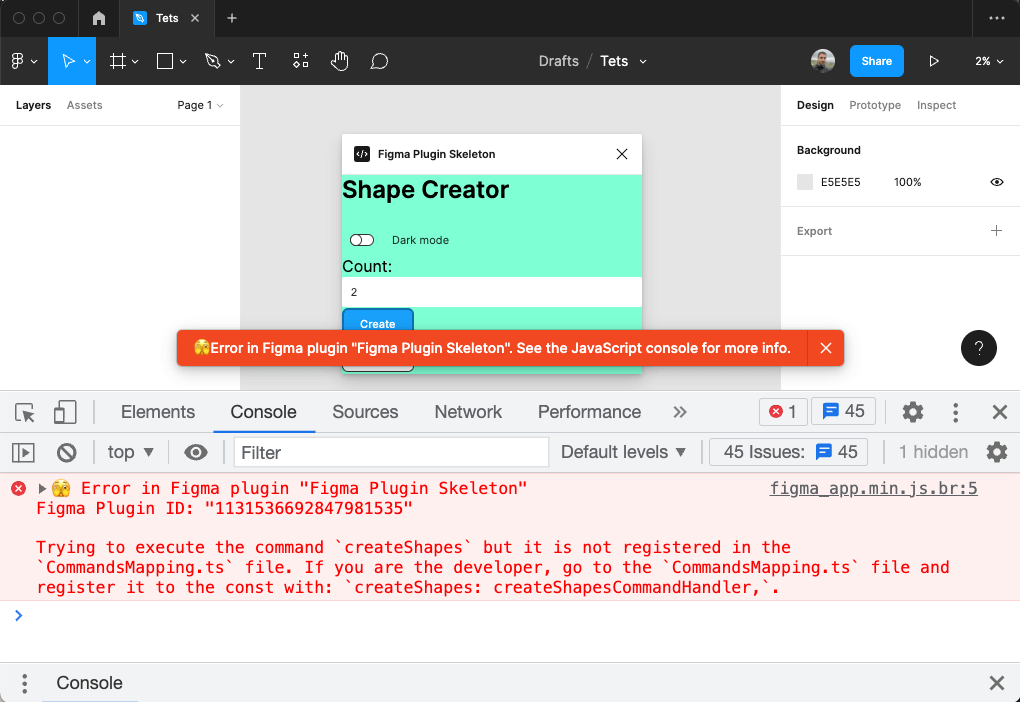 Tets
Drafts / Tets
Share
2%
Layers Assets Page 1
Design Prototype Inspect
Figma Plugin Skeleton
Background
E5E5E5 100%
Shape Creator
Export
Dark mode
Count:
2
Create
🫣Error in Figma plugin "Figma Plugin Skeleton". See the JavaScript console for more info.
?
Elements Console Sources Network Performance » 1 45
top ▼ Filter Default levels ▼ 45 Issues: 45 1 hidden
🫣 Error in Figma plugin "Figma Plugin Skeleton" figma_app.min.js.br:5
Figma Plugin ID: "1131536692847981535"
Trying to execute the command `createShapes` but it is not registered in the
`CommandsMapping.ts` file. If you are the developer, go to the `CommandsMapping.ts` file and
register it to the const with: `createShapes: createShapesCommandHandler,`.
Console